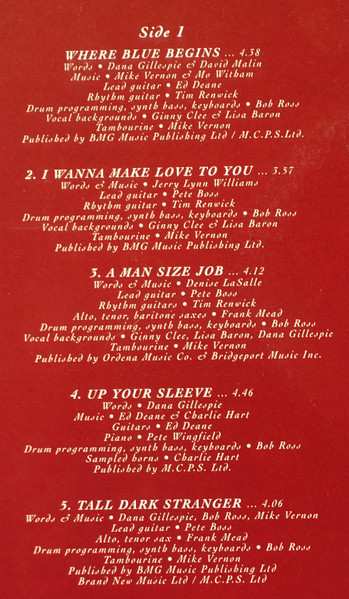 Side 1
WHERE BLUE BEGINS ... 4.38
Words • Dana Gillespie & David Malin
Music • Mike Vernon & Mo Witham
Lead guitar • Ed Deane
Rhythm guitar • Tim Renwick
Drum programming, synth bass, keyboards • Bob Ross
Vocal backgrounds • Ginny Clee & Lisa Baron
Tambourine • Mike Vernon
Published by BMG Music Publishing Ltd / M.C.P.S.Ltd.
2. I WANNA MAKE LOVE TO YOU ... 3.37
Words & Music • Jerry Lynn Williams
Lead guitar • Pete Boss
Rhythm guitar • Tim Renwick
Drum programming, synth bass, keyboards • Bob Ross
Vocal backgrounds • Ginny Clee & Lisa Baron
Tambourine • Mike Vernon
Published by BMG Music Publishing Ltd.
3. A MAN SIZE JOB ... 4.12
Words & Music • Denise LaSalle
Lead guitar • Pete Boss
Rhythm guitars • Tim Renwick
Alto, tenor, baritone saxes • Frank Mead
Drum programming, synth bass, keyboards • Bob Ross
Vocal backgrounds • Ginny Clee, Lisa Baron, Dana Gillespie
Tambourine • Mike Vernon
Published by Ordena Music Co. & Bridgeport Music Inc.
4. UP YOUR SLEEVE ... 4.46
Words • Dana Gillespie
Music • Ed Deane & Charlie Hart
Guitars • Ed Deane
Piano • Pete Wingfield
Drum programming, synth bass, keyboards • Bob Ross
Sampled horns • Charlie Hart
Published by M.C.P.S. Ltd.
5. TALL DARK STRANGER ... 4.06
Words & Music • Dana Gillespie, Bob Ross, Mike Vernon
Lead guitar • Pete Boss
Alto, tenor sax • Frank Mead
Drum programming, synth bass, keyboards • Bob Ross
Tambourine • Mike Vernon
Published by BMG Music Publishing Ltd
Brand New Music Ltd / M.C.P.S. Ltd